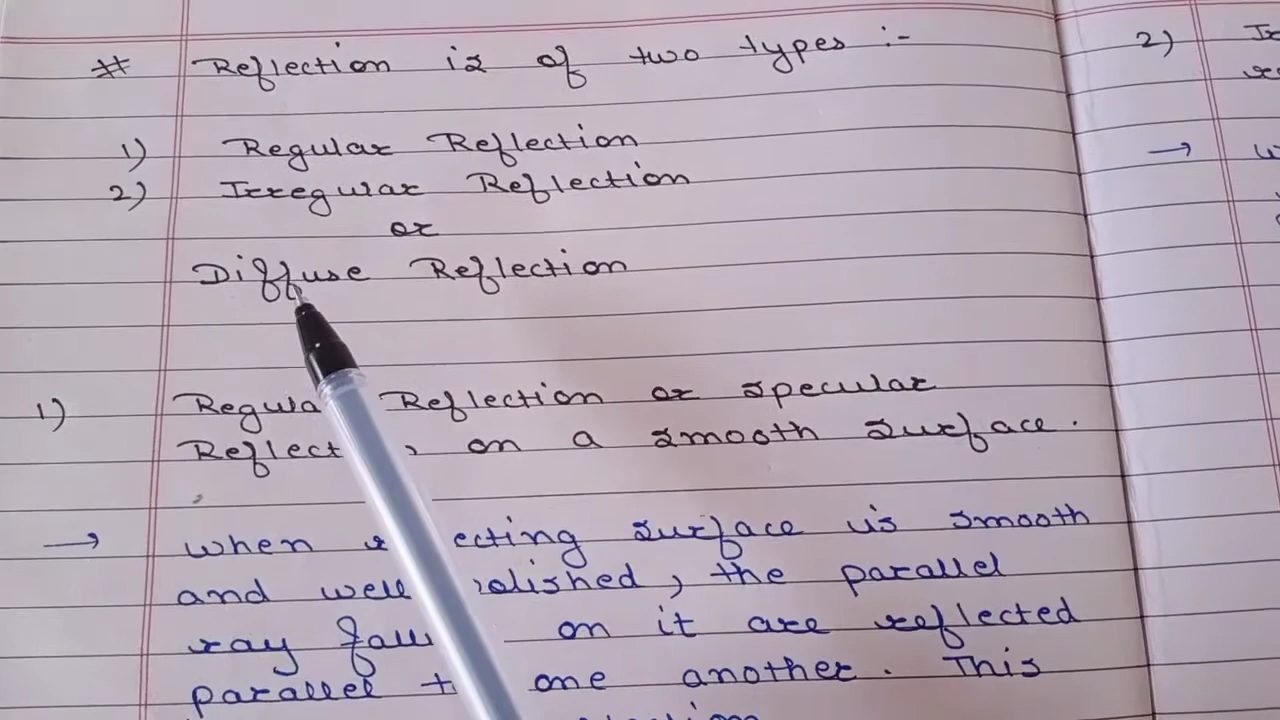 # Reflection is of two types :-
1) Regular Reflection
2) Irregular Reflection
or
Diffuse Reflection
1) Regula Reflection or specular
Reflect , on a smooth surface.
→ when ecting surface is smooth
and well olished, the parallel
ray on it are reflected
parallel t one another. This
2)
→